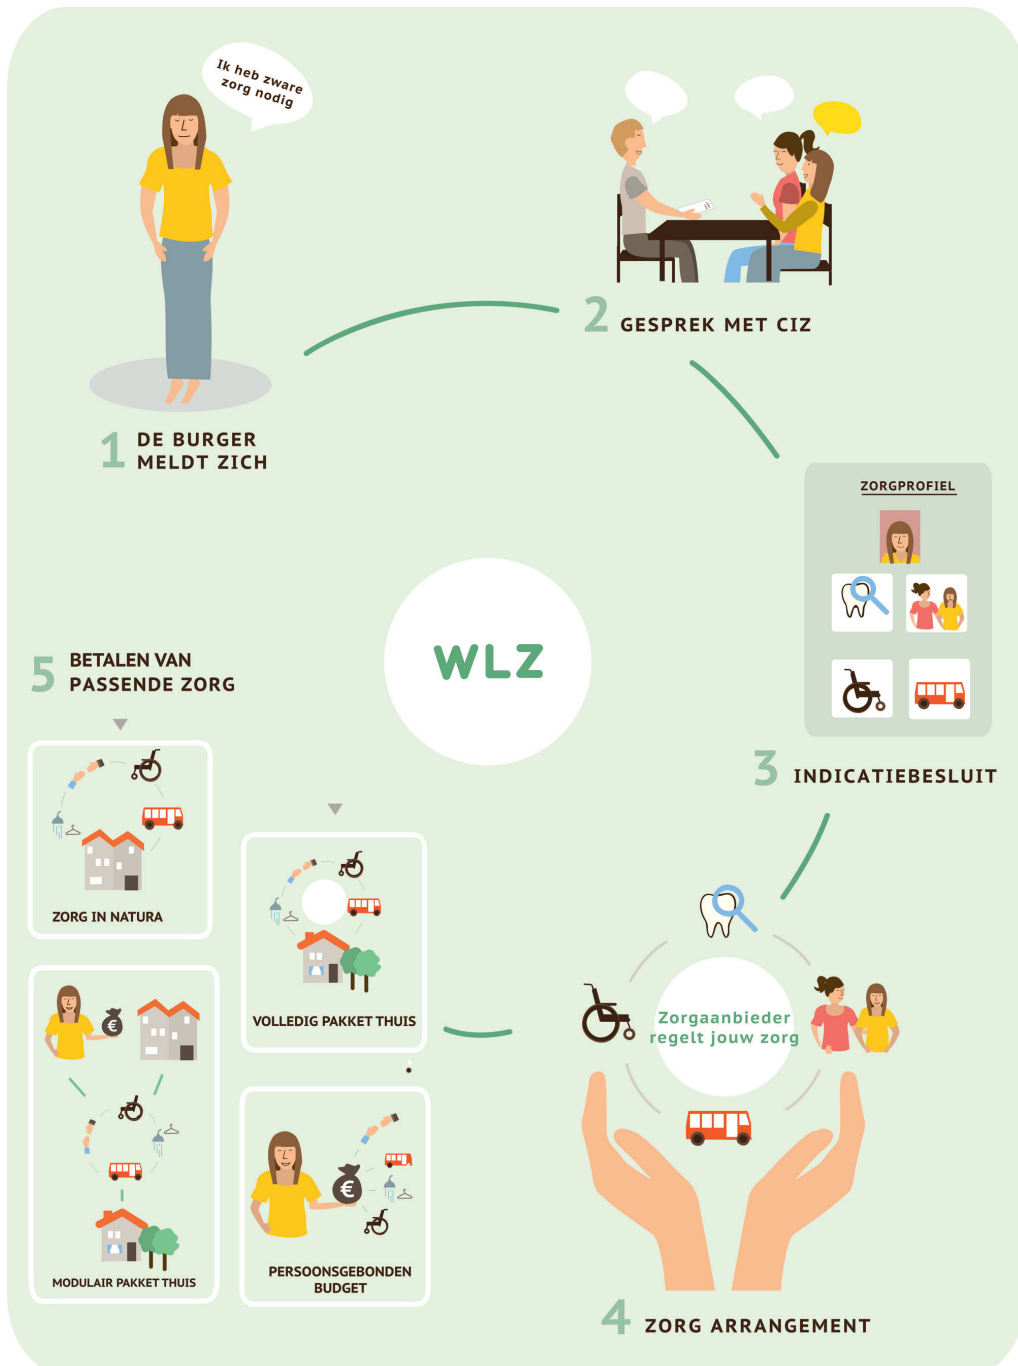 Ik heb zware
zorg nodig
1 DE BURGER
MELDT ZICH
2 GESPREK MET CIZ
ZORGPROFIEL
3 INDICATIEBESLUIT
WLZ
Zorgaanbieder
regelt jouw zorg
4 ZORG ARRANGEMENT
5 BETALEN VAN
PASSENDE ZORG
ZORG IN NATURA
VOLLEDIG PAKKET THUIS
€
MODULAIR PAKKET THUIS
€
PERSOONSGEBONDEN
BUDGET